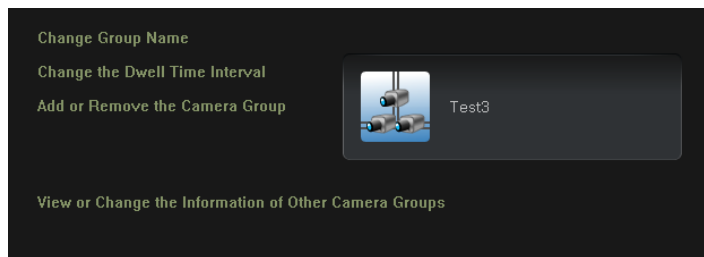 Change Group Name
Change the Dwell Time Interval
Add or Remove the Camera Group
Test3
View or Change the Information of Other Camera Groups